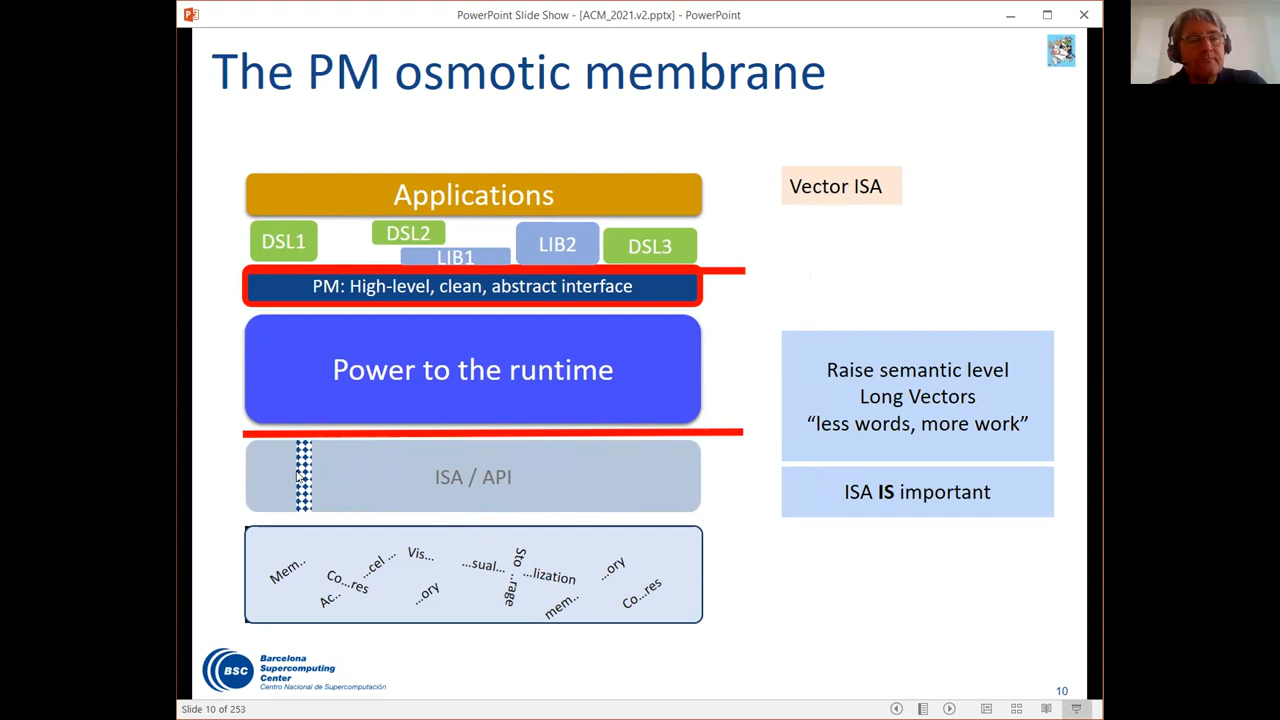 PowerPoint Slide Show - [ACM_2021.v2.pptx] - PowerPoint
The PM osmotic membrane
Applications
Vector ISA
DSL1
DSL2
LIB1
LIB2
DSL3
PM: High-level, clean, abstract interface
Power to the runtime
Raise semantic level
Long Vectors
“less words, more work”
ISA / API
ISA IS important
Mem..
Co...res
Ac..
...cel ...
Vis...
...ory
...sual...
Sto
...rage
...lization
mem..
...ory
Co...res
BSC
Barcelona
Supercomputing
Center
Centro Nacional de Supercomputación
10
Slide 10 of 253